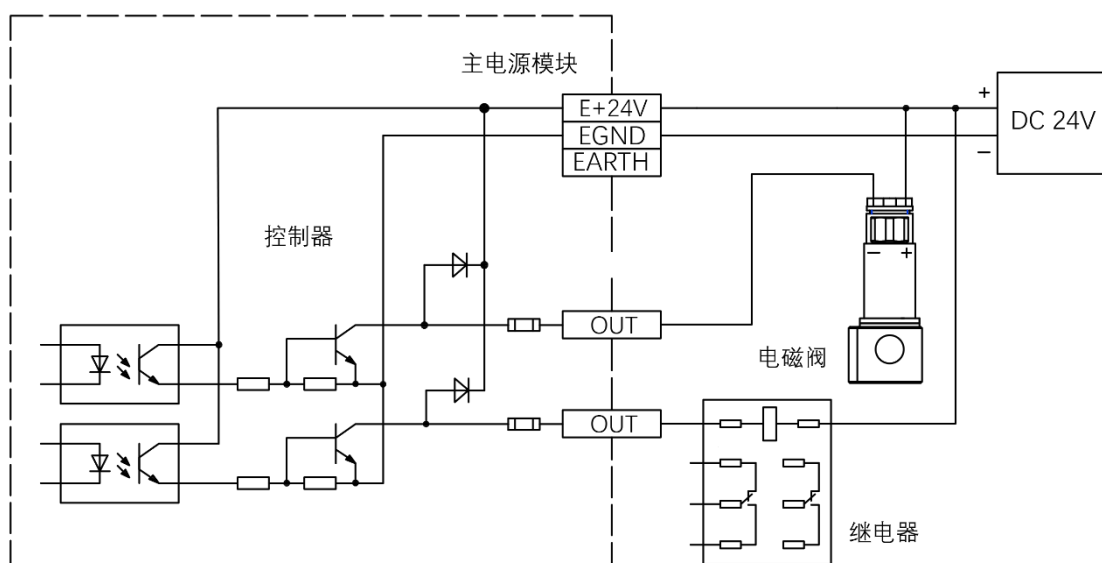 主电源模块
E+24V
EGND
EARTH
+
DC 24V
−
控制器
− +
OUT
电磁阀
OUT
继电器